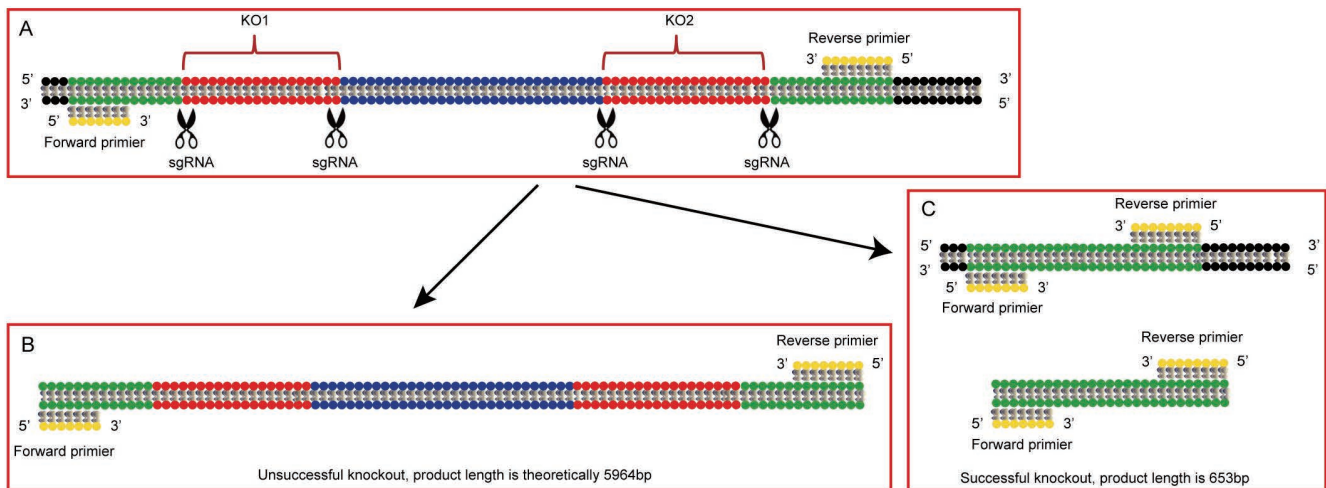 A
KO1
KO2
Reverse primier
3’ 5’
5’ 3’
3’ 5’
5’ 3’
Forward primier
sgRNA
sgRNA
sgRNA
sgRNA
B
Reverse primier
3’ 5’
5’ 3’
Forward primier
Unsuccessful knockout, product length is theoretically 5964bp
C
Reverse primier
3’ 5’
5’ 3’
3’ 5’
5’ 3’
Forward primier
Reverse primier
3’ 5’
5’ 3’
Forward primier
Successful knockout, product length is 653bp